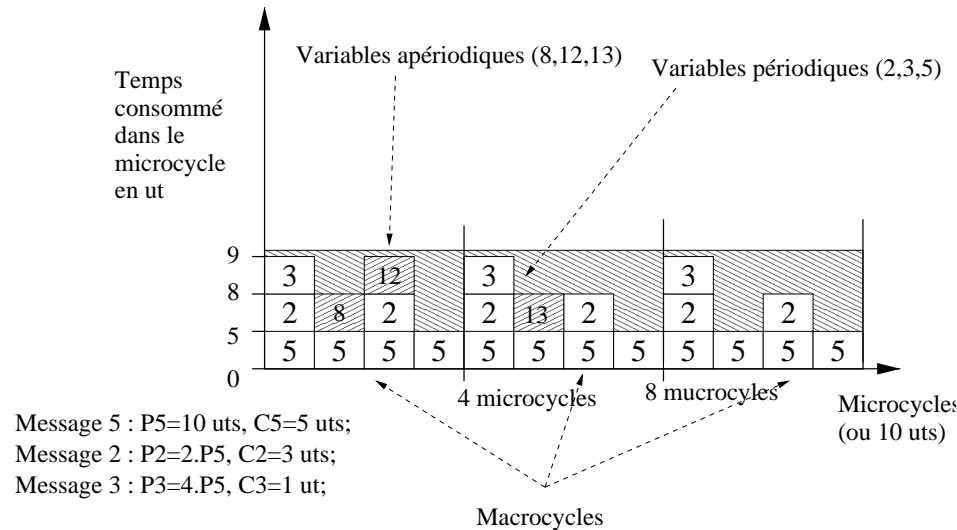 Variables apériodiques (8,12,13)
Variables périodiques (2,3,5)
Temps
consommé
dans le
microcycle
en ut
9
3 12 3 3
8
2 8 2 2 13 2 2 2
5
5 5 5 5 5 5 5 5 5 5 5 5
0
4 microcycles 8 mucrocyles
Microcycles
(ou 10 uts)
Message 5 : P5=10 uts, C5=5 uts;
Message 2 : P2=2.P5, C2=3 uts;
Message 3 : P3=4.P5, C3=1 ut;
Macrocycles